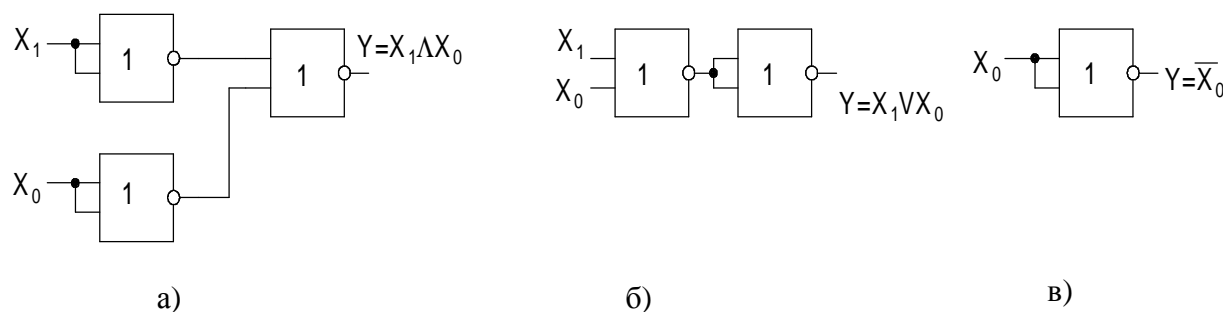 X₁ 1 1 Y=X₁ΛX₀
X₀ 1
а)
X₁ X₀ 1 1 Y=X₁VX₀
б)
X₀ 1 Y=X̅₀
в)